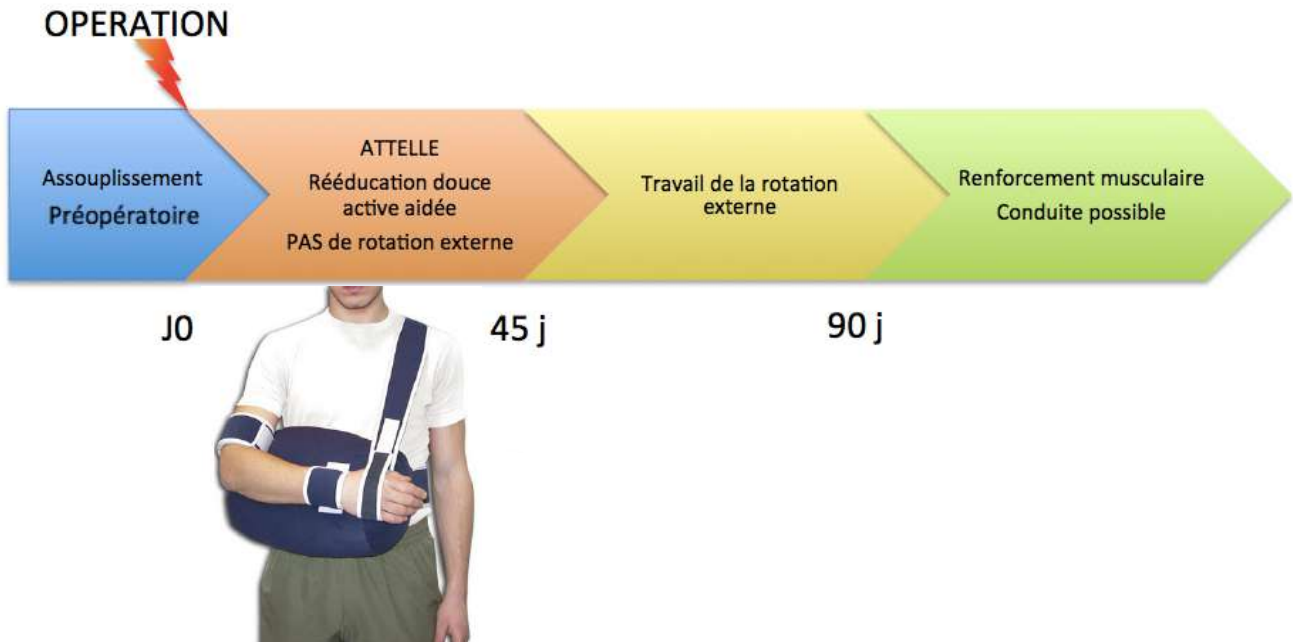 OPERATION
Assouplissement
Préopératoire
ATTELLE
Rééducation douce
active aidée
PAS de rotation externe
Travail de la rotation
externe
Renforcement musculaire
Conduite possible
J0
45 j
90 j